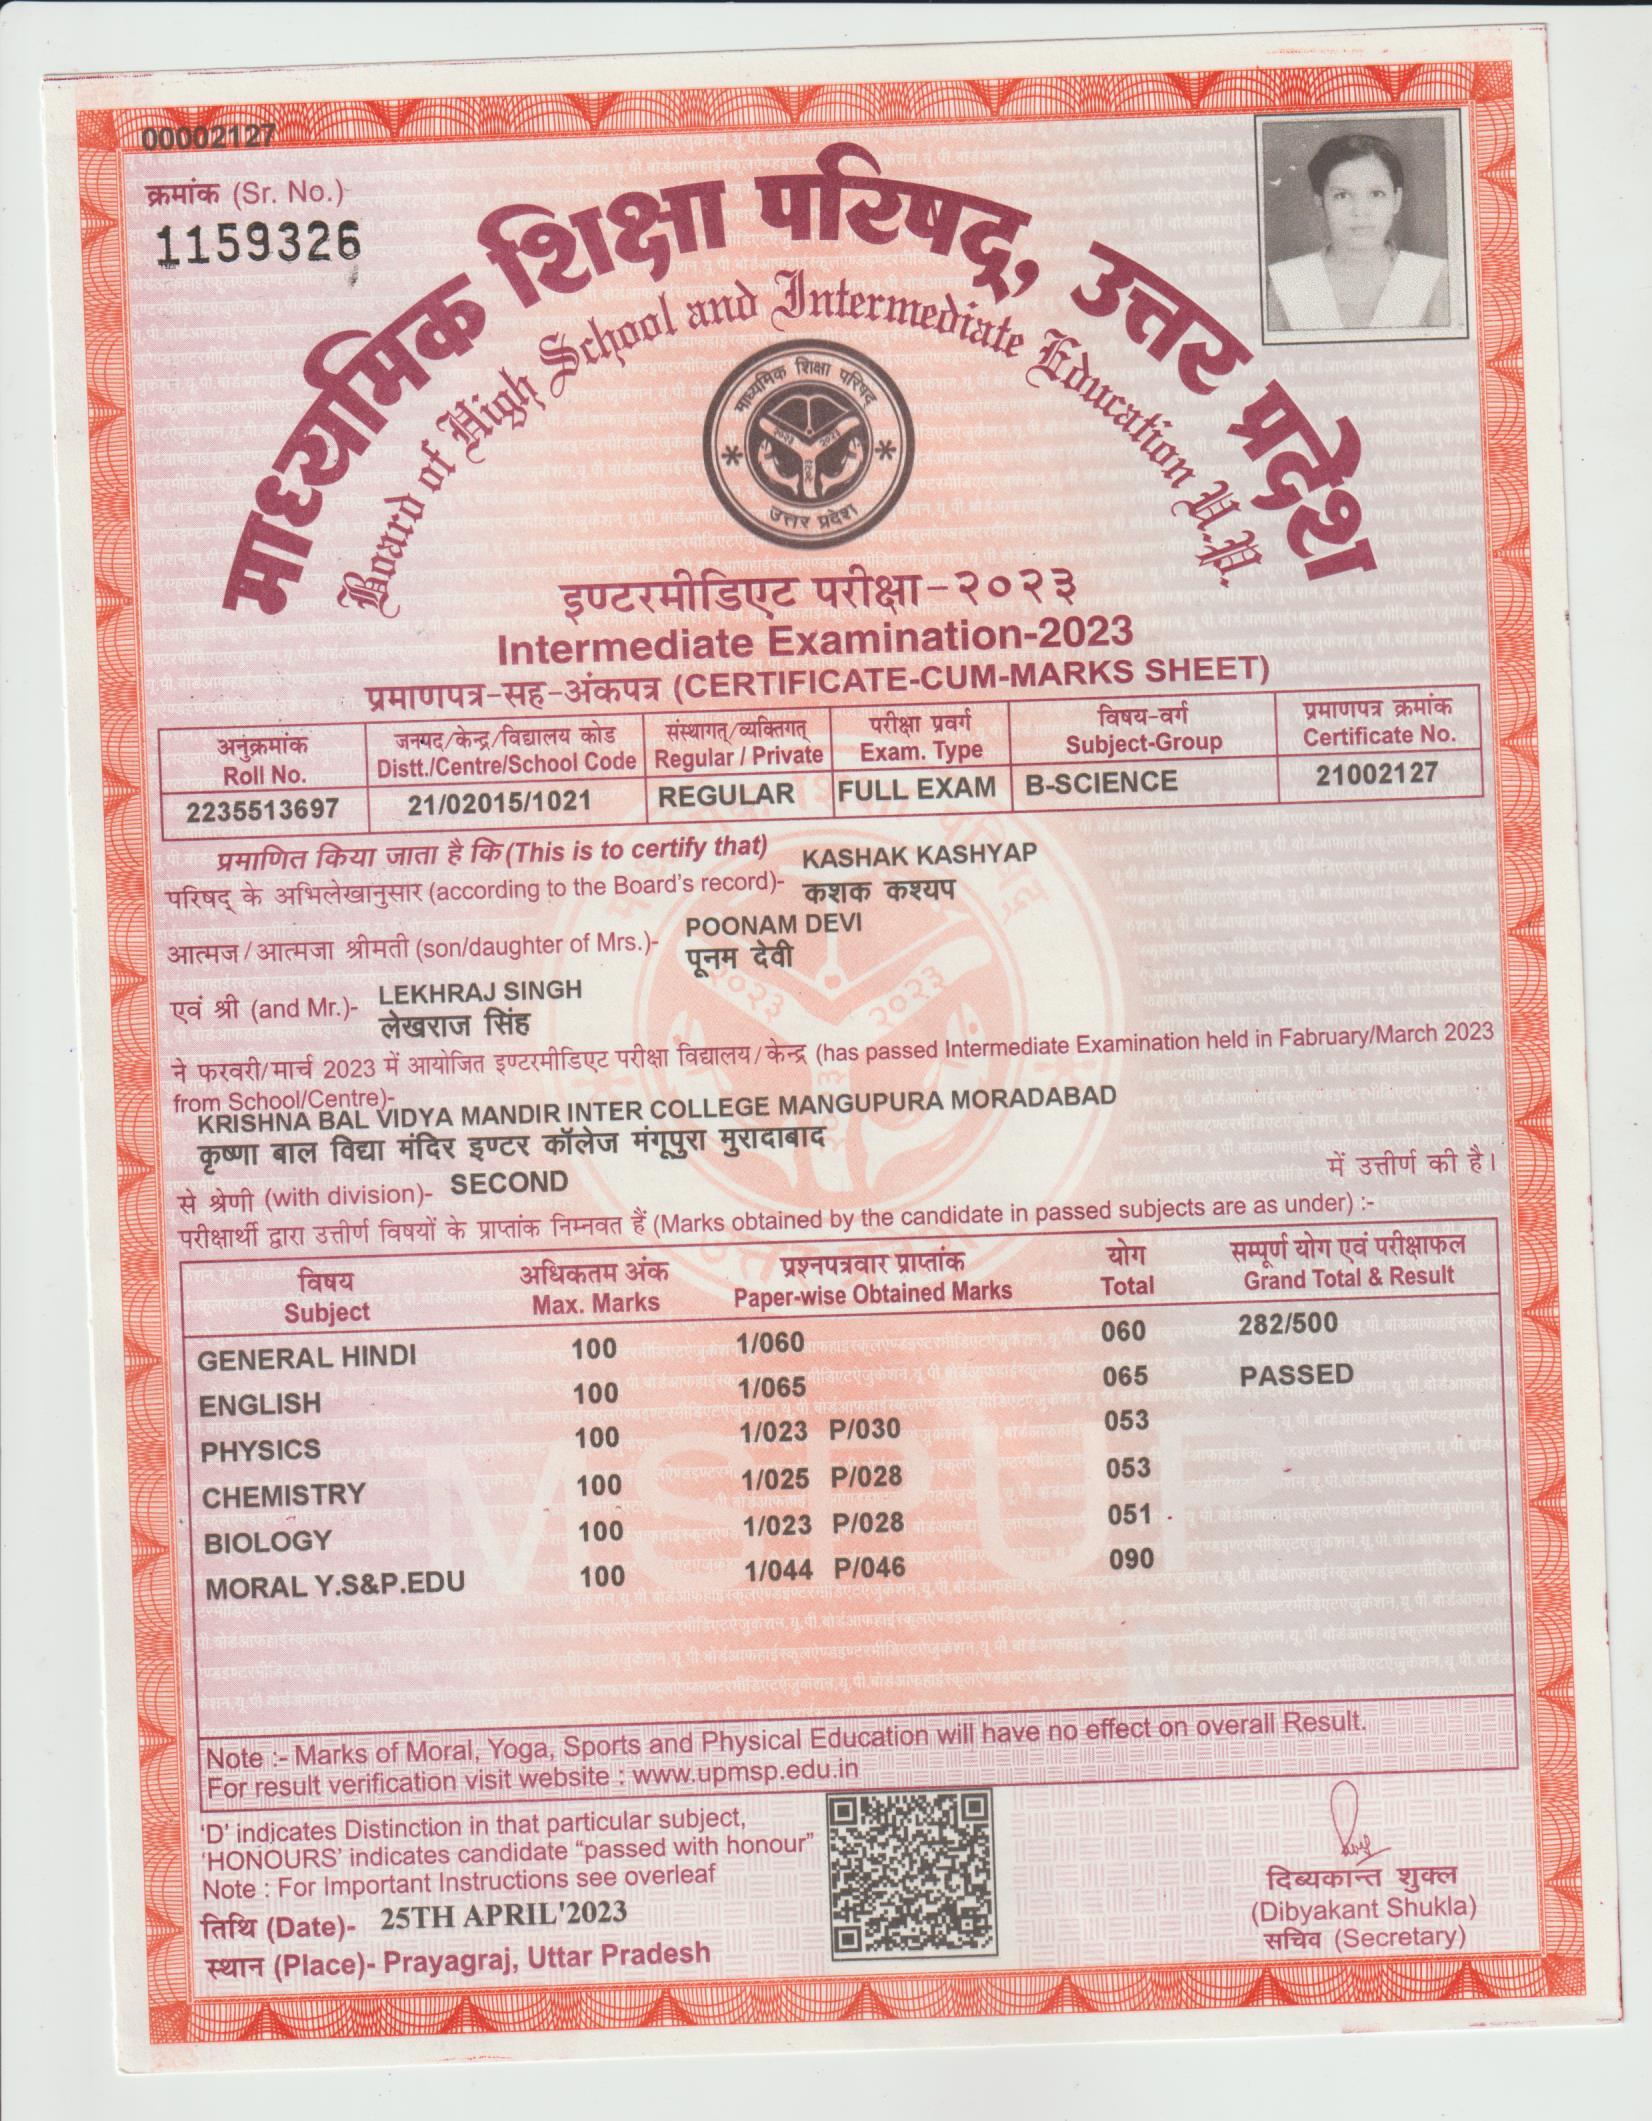 00002127
क्रमांक (Sr. No.)
1159326
माध्यमिक शिक्षा परिषद्, उत्तर प्रदेश
Board of High School and Intermediate Education U.P.
माध्यमिक शिक्षा परिषद्
२०२३ २०२३
२०२३
उत्तर प्रदेश
इण्टरमीडिएट परीक्षा-२०२३
Intermediate Examination-2023
प्रमाणपत्र-सह-अंकपत्र (CERTIFICATE-CUM-MARKS SHEET)
अनुक्रमांक जनपद/केन्द्र/विद्यालय कोड संस्थागत्/व्यक्तिगत् परीक्षा प्रवर्ग विषय-वर्ग प्रमाणपत्र क्रमांक
Roll No. Distt./Centre/School Code Regular / Private Exam. Type Subject-Group Certificate No.
2235513697 21/02015/1021 REGULAR FULL EXAM B-SCIENCE 21002127
प्रमाणित किया जाता है कि (This is to certify that) KASHAK KASHYAP
परिषद् के अभिलेखानुसार (according to the Board's record)- कशक कश्यप
POONAM DEVI
आत्मज/आत्मजा श्रीमती (son/daughter of Mrs.)- पूनम देवी
एवं श्री (and Mr.)- LEKHRAJ SINGH
लेखराज सिंह
ने फरवरी/मार्च 2023 में आयोजित इण्टरमीडिएट परीक्षा विद्यालय/केन्द्र (has passed Intermediate Examination held in Fabruary/March 2023
from School/Centre)-
KRISHNA BAL VIDYA MANDIR INTER COLLEGE MANGUPURA MORADABAD
कृष्णा बाल विद्या मंदिर इण्टर कॉलेज मंगूपुरा मुरादाबाद
में उत्तीर्ण की है।
से श्रेणी (with division)- SECOND
परीक्षार्थी द्वारा उत्तीर्ण विषयों के प्राप्तांक निम्नवत हैं (Marks obtained by the candidate in passed subjects are as under) :-
विषय अधिकतम अंक प्रश्नपत्रवार प्राप्तांक योग सम्पूर्ण योग एवं परीक्षाफल
Subject Max. Marks Paper-wise Obtained Marks Total Grand Total & Result
GENERAL HINDI 100 1/060 060 282/500
ENGLISH 100 1/065 065 PASSED
PHYSICS 100 1/023 P/030 053
CHEMISTRY 100 1/025 P/028 053
BIOLOGY 100 1/023 P/028 051
MORAL Y.S&P.EDU 100 1/044 P/046 090
Note :- Marks of Moral, Yoga, Sports and Physical Education will have no effect on overall Result.
For result verification visit website : www.upmsp.edu.in
'D' indicates Distinction in that particular subject,
'HONOURS' indicates candidate "passed with honour"
Note : For Important Instructions see overleaf
तिथि (Date)- 25TH APRIL'2023
स्थान (Place)- Prayagraj, Uttar Pradesh
दिब्यकान्त शुक्ल
(Dibyakant Shukla)
सचिव (Secretary)